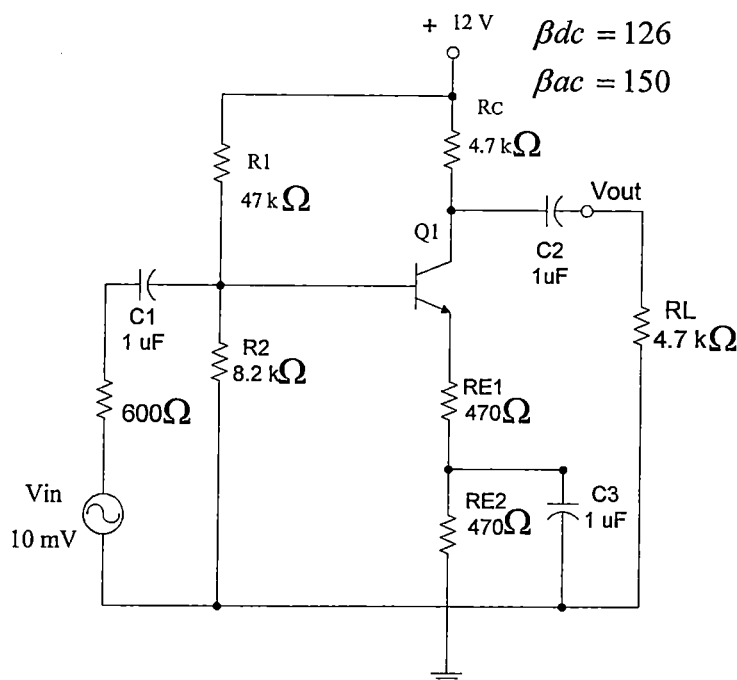 + 12 V
βdc = 126
βac = 150
Rc
4.7 kΩ
R1
47 kΩ
Vout
Q1
C2
1uF
C1
1 uF
R2
8.2 kΩ
RL
4.7 kΩ
RE1
470Ω
600Ω
Vin
10 mV
RE2
470Ω
C3
1 uF